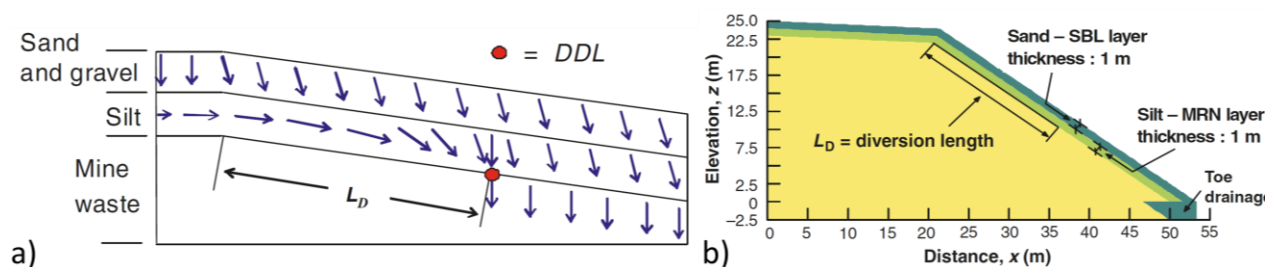 Sand
and gravel
Silt
Mine
waste
= DDL
L_D
a)
Elevation, z (m)
25.0
22.5
17.5
12.5
7.5
2.5
0
−2.5
Sand – SBL layer
thickness : 1 m
L_D = diversion length
Silt – MRN layer
thickness : 1 m
Toe
drainage
0 5 10 15 20 25 30 35 40 45 50 55
Distance, x (m)
b)